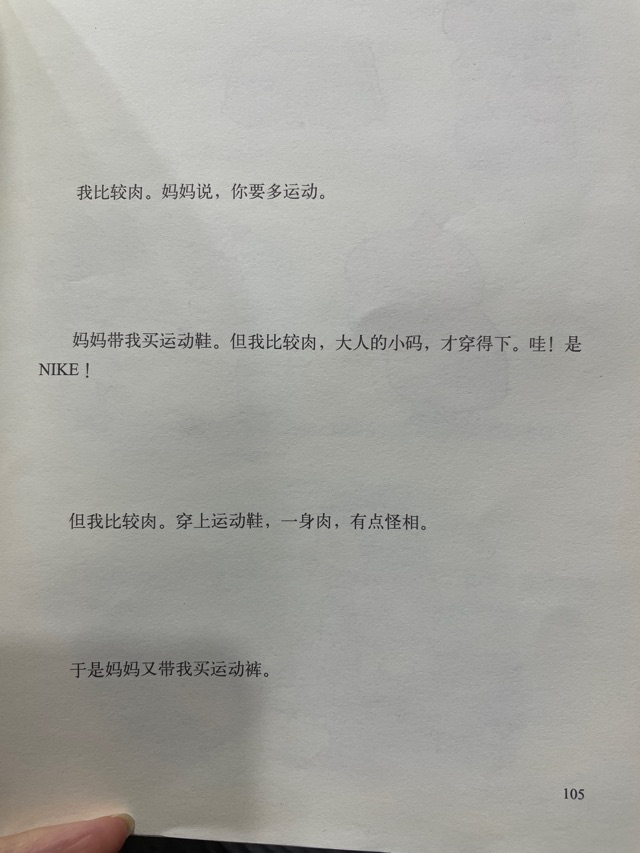 我比较肉。妈妈说，你要多运动。
妈妈带我买运动鞋。但我比较肉，大人的小码，才穿得下。哇！是
NIKE！
但我比较肉。穿上运动鞋，一身肉，有点怪相。
于是妈妈又带我买运动裤。
105